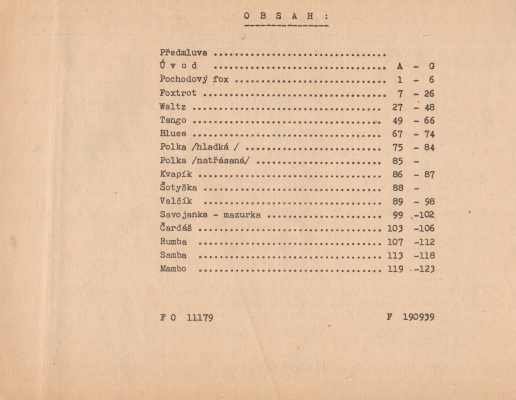 O B S A H :
Předmluva ................................
Ú v o d ................................ A - G
Pochodový fox ............................ 1 - 6
Foxtrot .................................. 7 - 26
Waltz .................................... 27 - 48
Tango .................................... 49 - 66
Blues .................................... 67 - 74
Polka /hladká / .......................... 75 - 84
Polka /natřásaná/ ........................ 85 -
Kvapík ................................... 86 - 87
Šotyška .................................. 88 -
Valčík ................................... 89 - 98
Savojanka - mazurka ...................... 99 -102
Čardáš ................................... 103 -106
Rumba .................................... 107 -112
Samba .................................... 113 -118
Mambo .................................... 119 -123
F O 11179 F 190939